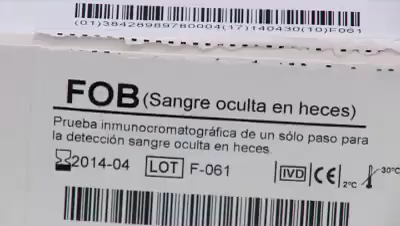 (01)38428989780004(17)140430(10)F061
FOB (Sangre oculta en heces)
Prueba inmunocromatográfica de un sólo paso para
la detección sangre oculta en heces.
2014-04 LOT F-061 IVD CE 2°C 30°C